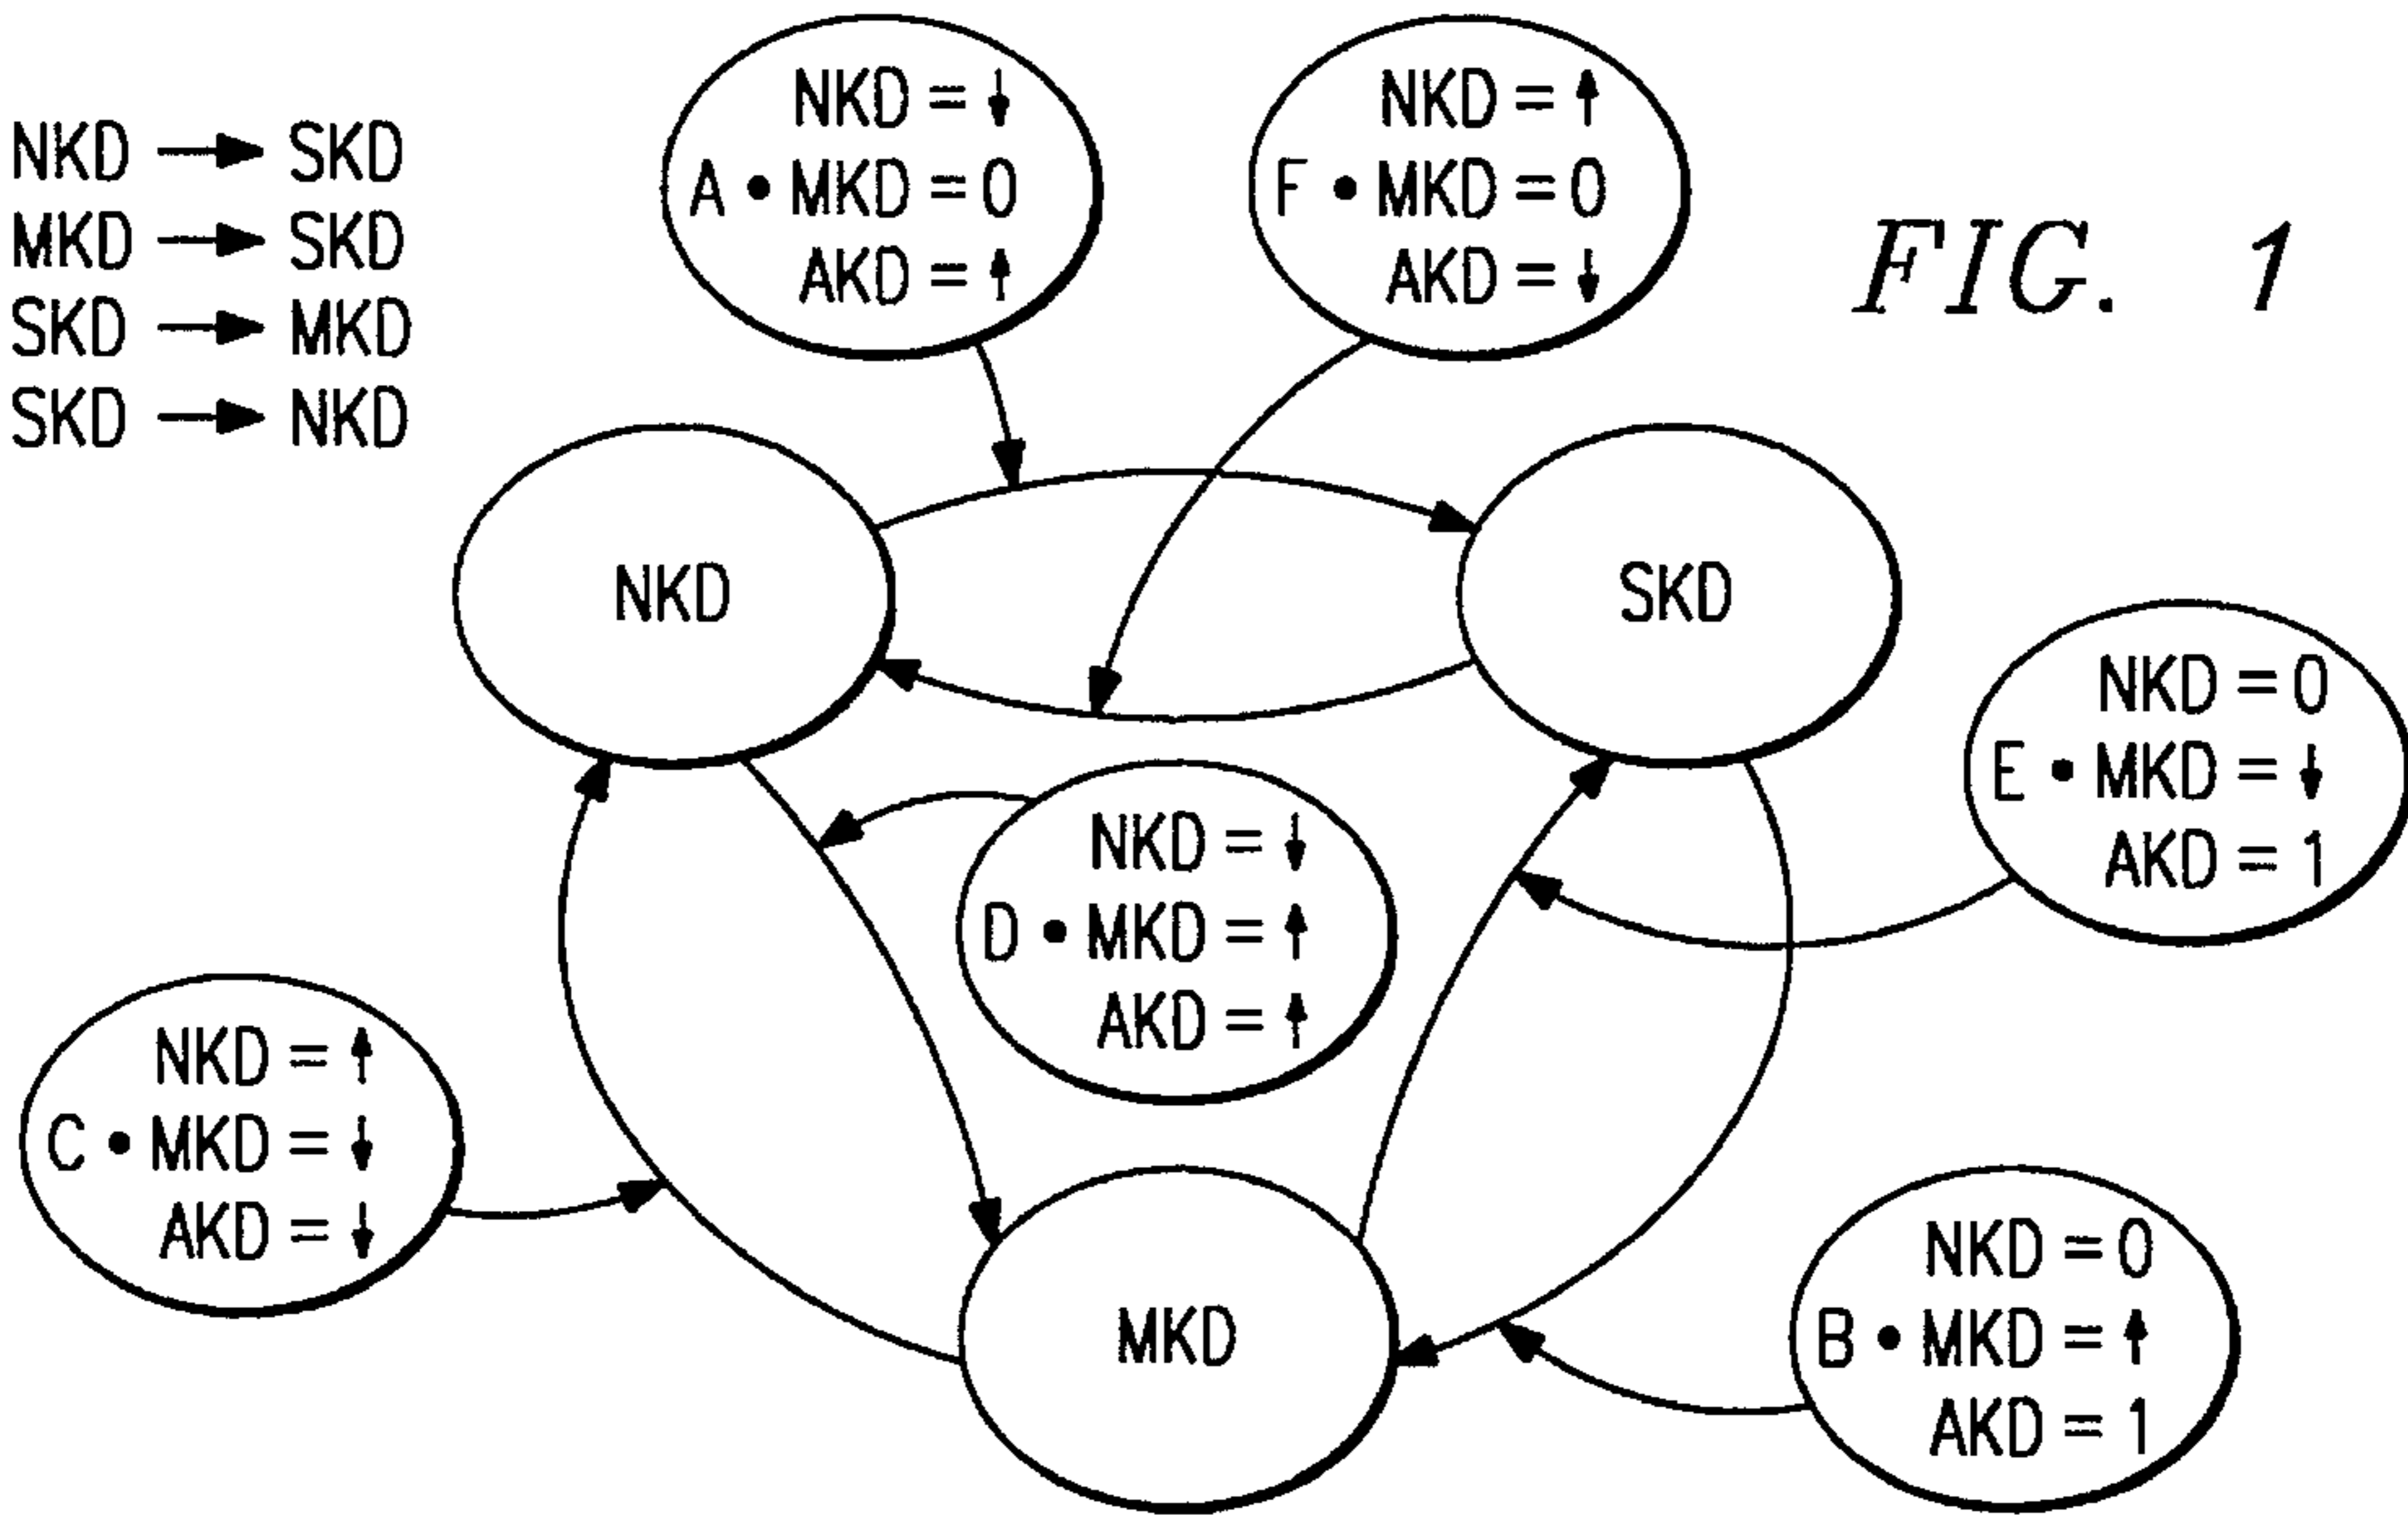 NKD → SKD
MKD → SKD
SKD → MKD
SKD → NKD
NKD = ↓
A • MKD = 0
AKD = ↑
NKD = ↑
F • MKD = 0
AKD = ↓
FIG. 1
NKD
SKD
NKD = 0
E • MKD = ↓
AKD = 1
NKD = ↓
D • MKD = ↑
AKD = ↑
NKD = ↑
C • MKD = ↓
AKD = ↓
MKD
NKD = 0
B • MKD = ↑
AKD = 1